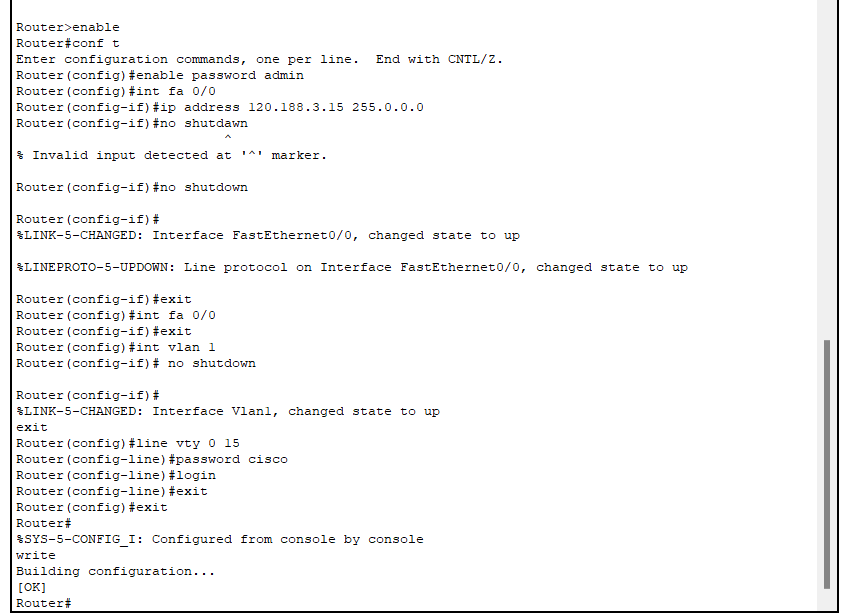 Router>enable
Router#conf t
Enter configuration commands, one per line.  End with CNTL/Z.
Router(config)#enable password admin
Router(config)#int fa 0/0
Router(config-if)#ip address 120.188.3.15 255.0.0.0
Router(config-if)#no shutdawn
^
% Invalid input detected at '^' marker.
Router(config-if)#no shutdown
Router(config-if)#
%LINK-5-CHANGED: Interface FastEthernet0/0, changed state to up
%LINEPROTO-5-UPDOWN: Line protocol on Interface FastEthernet0/0, changed state to up
Router(config-if)#exit
Router(config)#int fa 0/0
Router(config-if)#exit
Router(config)#int vlan 1
Router(config-if)# no shutdown
Router(config-if)#
%LINK-5-CHANGED: Interface Vlan1, changed state to up
exit
Router(config)#line vty 0 15
Router(config-line)#password cisco
Router(config-line)#login
Router(config-line)#exit
Router(config)#exit
Router#
%SYS-5-CONFIG_I: Configured from console by console
write
Building configuration...
[OK]
Router#